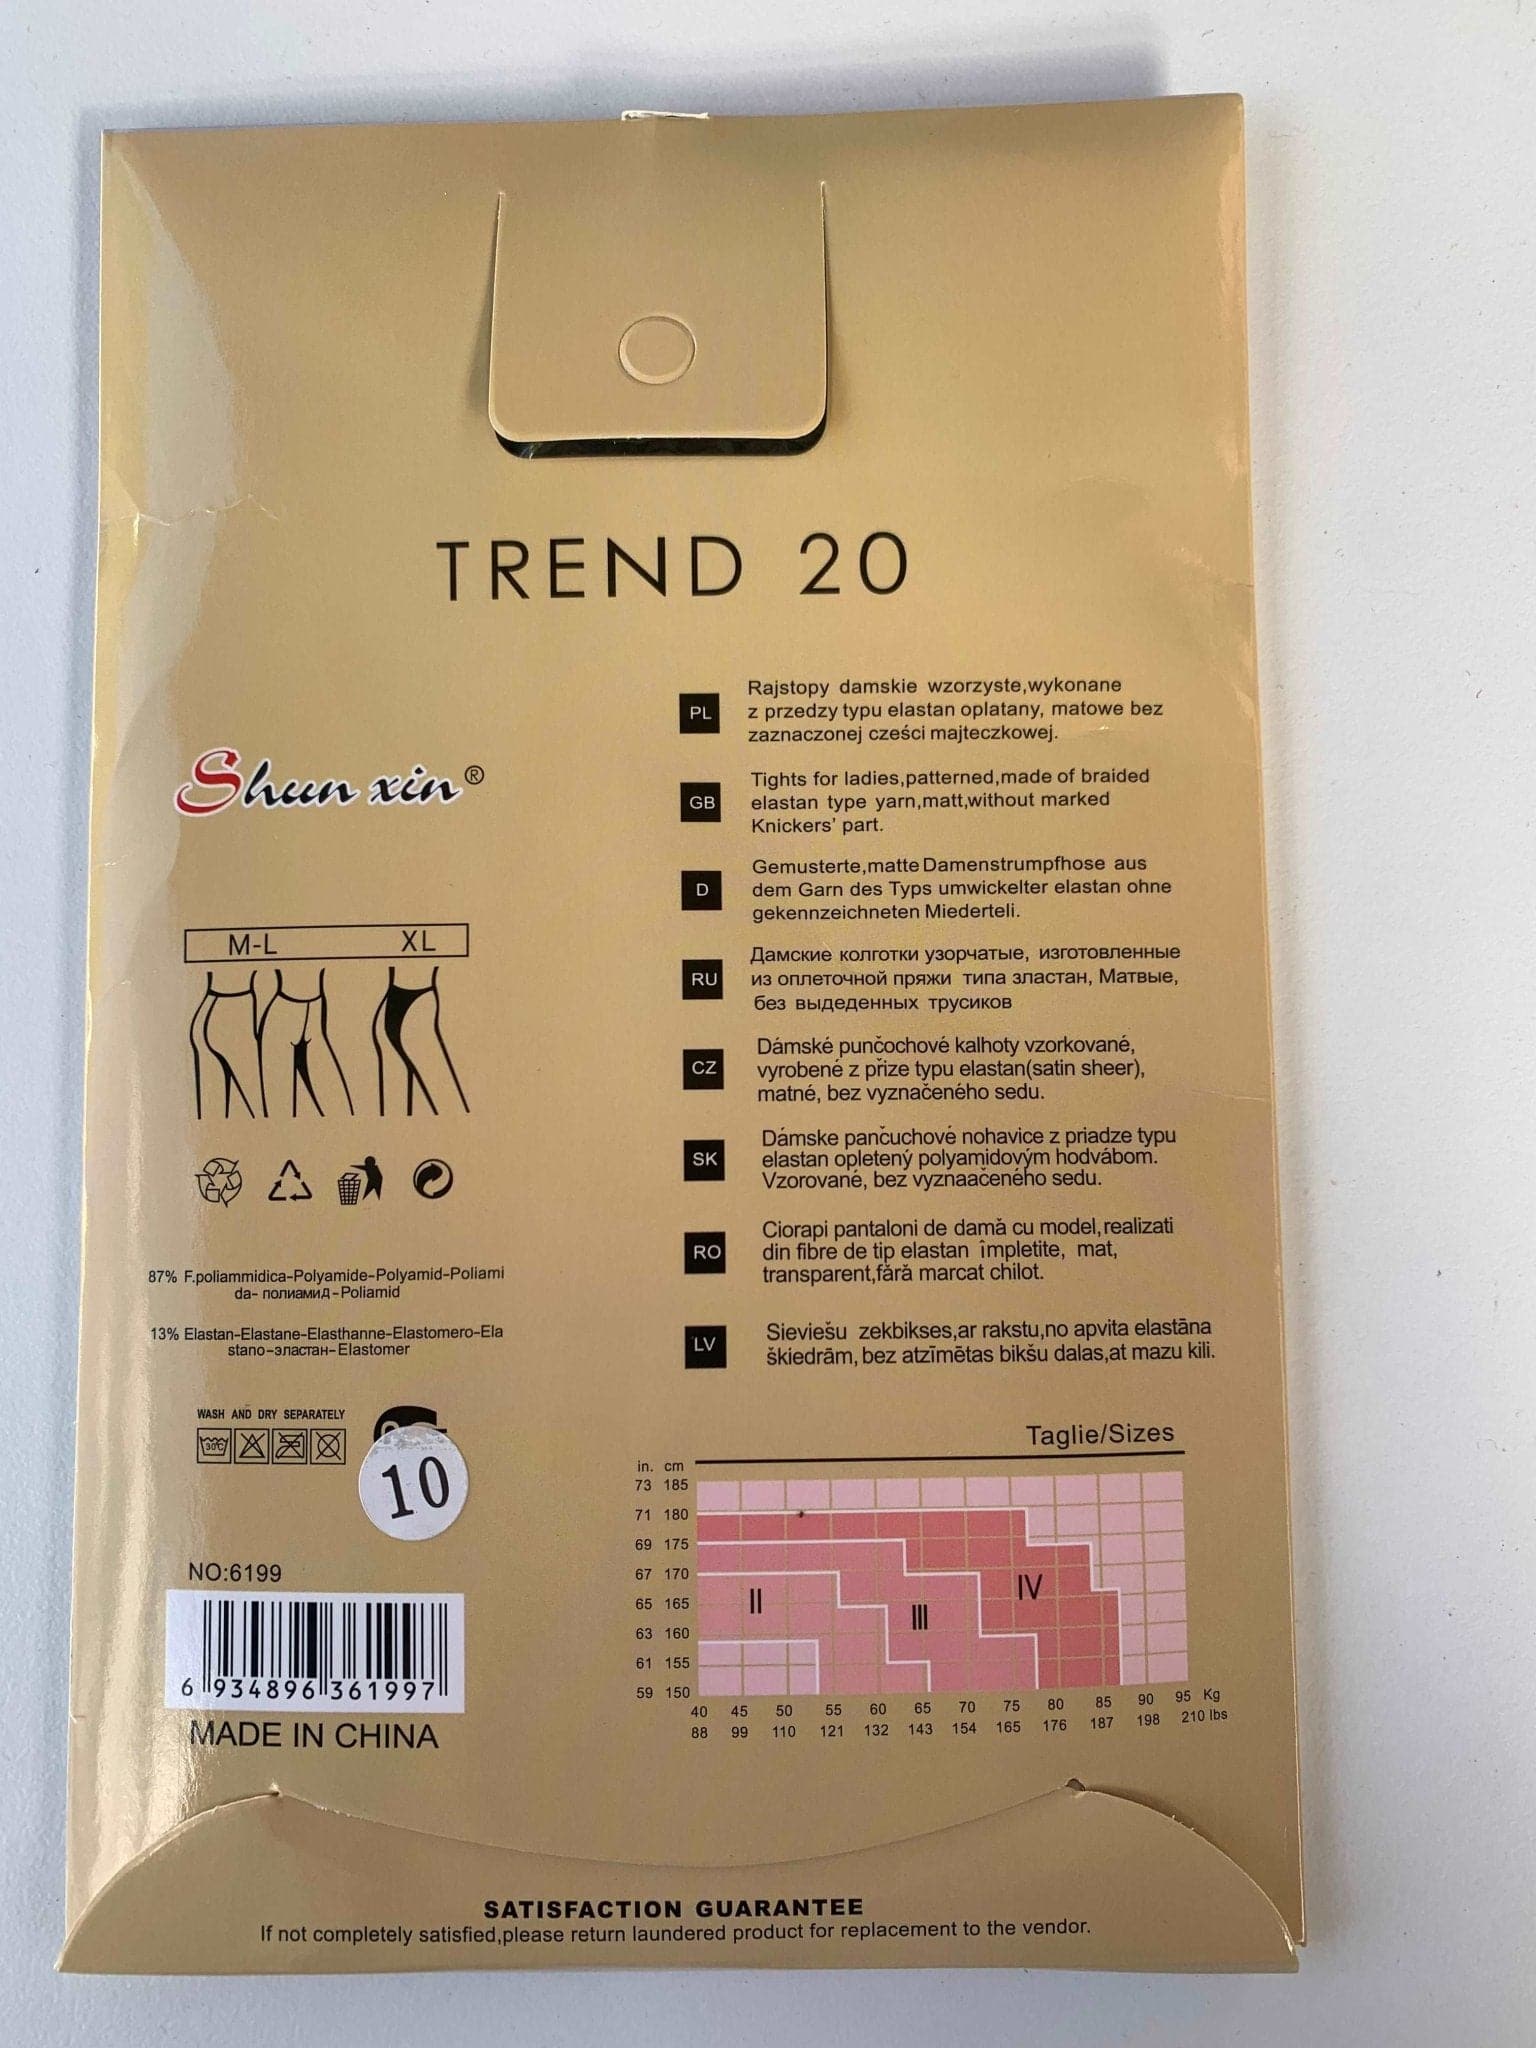 TREND 20
Shun xin®
M-L XL
87% F.poliammidica-Polyamide-Polyamid-Poliami
da- полиамид-Poliamid
13% Elastan-Elastane-Elasthanne-Elastomero-Ela
stano-эластан-Elastomer
WASH AND DRY SEPARATELY
30C
10
NO:6199
6 934896 361997
MADE IN CHINA
PL
Rajstopy damskie wzorzyste,wykonane
z przedzy typu elastan oplatany, matowe bez
zaznaczonej cześci majteczkowej.
GB
Tights for ladies,patterned,made of braided
elastan type yarn,matt,without marked
Knickers' part.
D
Gemusterte,matte Damenstrumpfhose aus
dem Garn des Typs umwickelter elastan ohne
gekennzeichneten Miederteli.
RU
Дамские колготки узорчатые, изготовленные
из оплеточной пряжи типа зластан, Матвые,
без выдеденных трусиков
CZ
Dámské punčochové kalhoty vzorkované,
vyrobené z přize typu elastan(satin sheer),
matné, bez vyznačeného sedu.
SK
Dámske pančuchové nohavice z priadze typu
elastan opletený polyamidovým hodvábom.
Vzorované, bez vyznaačeného sedu.
RO
Ciorapi pantaloni de damă cu model,realizati
din fibre de tip elastan împletite, mat,
transparent,fără marcat chilot.
LV
Sieviešu zekbikses,ar rakstu,no apvita elastāna
škiedrām, bez atzīmētas bikšu dalas,at mazu kili.
Taglie/Sizes
in. cm
73 185
71 180
69 175
67 170
65 165
63 160
61 155
59 150
II III IV
40 45 50 55 60 65 70 75 80 85 90 95 Kg
88 99 110 121 132 143 154 165 176 187 198 210 lbs
SATISFACTION GUARANTEE
If not completely satisfied,please return laundered product for replacement to the vendor.